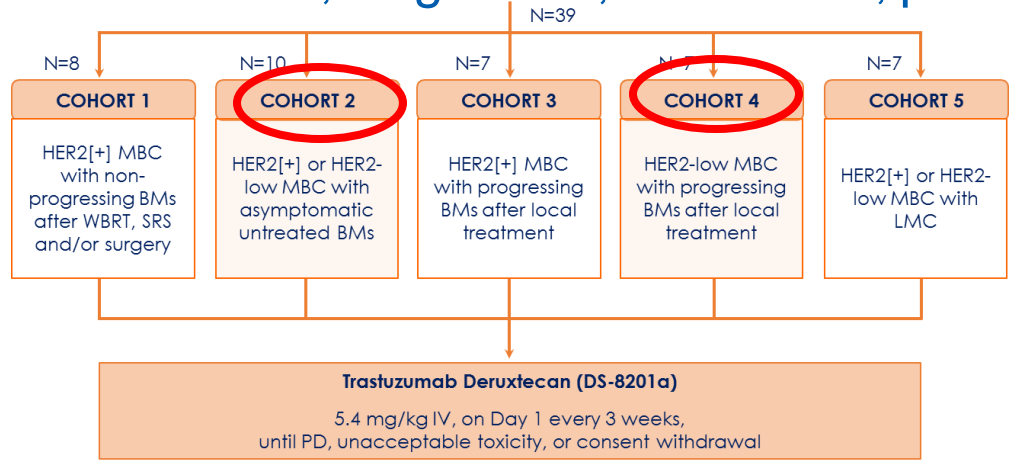 N=39
N=8
N=10
N=7
N=7
N=7
COHORT 1
COHORT 2
COHORT 3
COHORT 4
COHORT 5
HER2[+] MBC
with non-
progressing BMs
after WBRT, SRS
and/or surgery
HER2[+] or HER2-
low MBC with
asymptomatic
untreated BMs
HER2[+] MBC
with progressing
BMs after local
treatment
HER2-low MBC
with progressing
BMs after local
treatment
HER2[+] or HER2-
low MBC with
LMC
Trastuzumab Deruxtecan (DS-8201a)
5.4 mg/kg IV, on Day 1 every 3 weeks,
until PD, unacceptable toxicity, or consent withdrawal